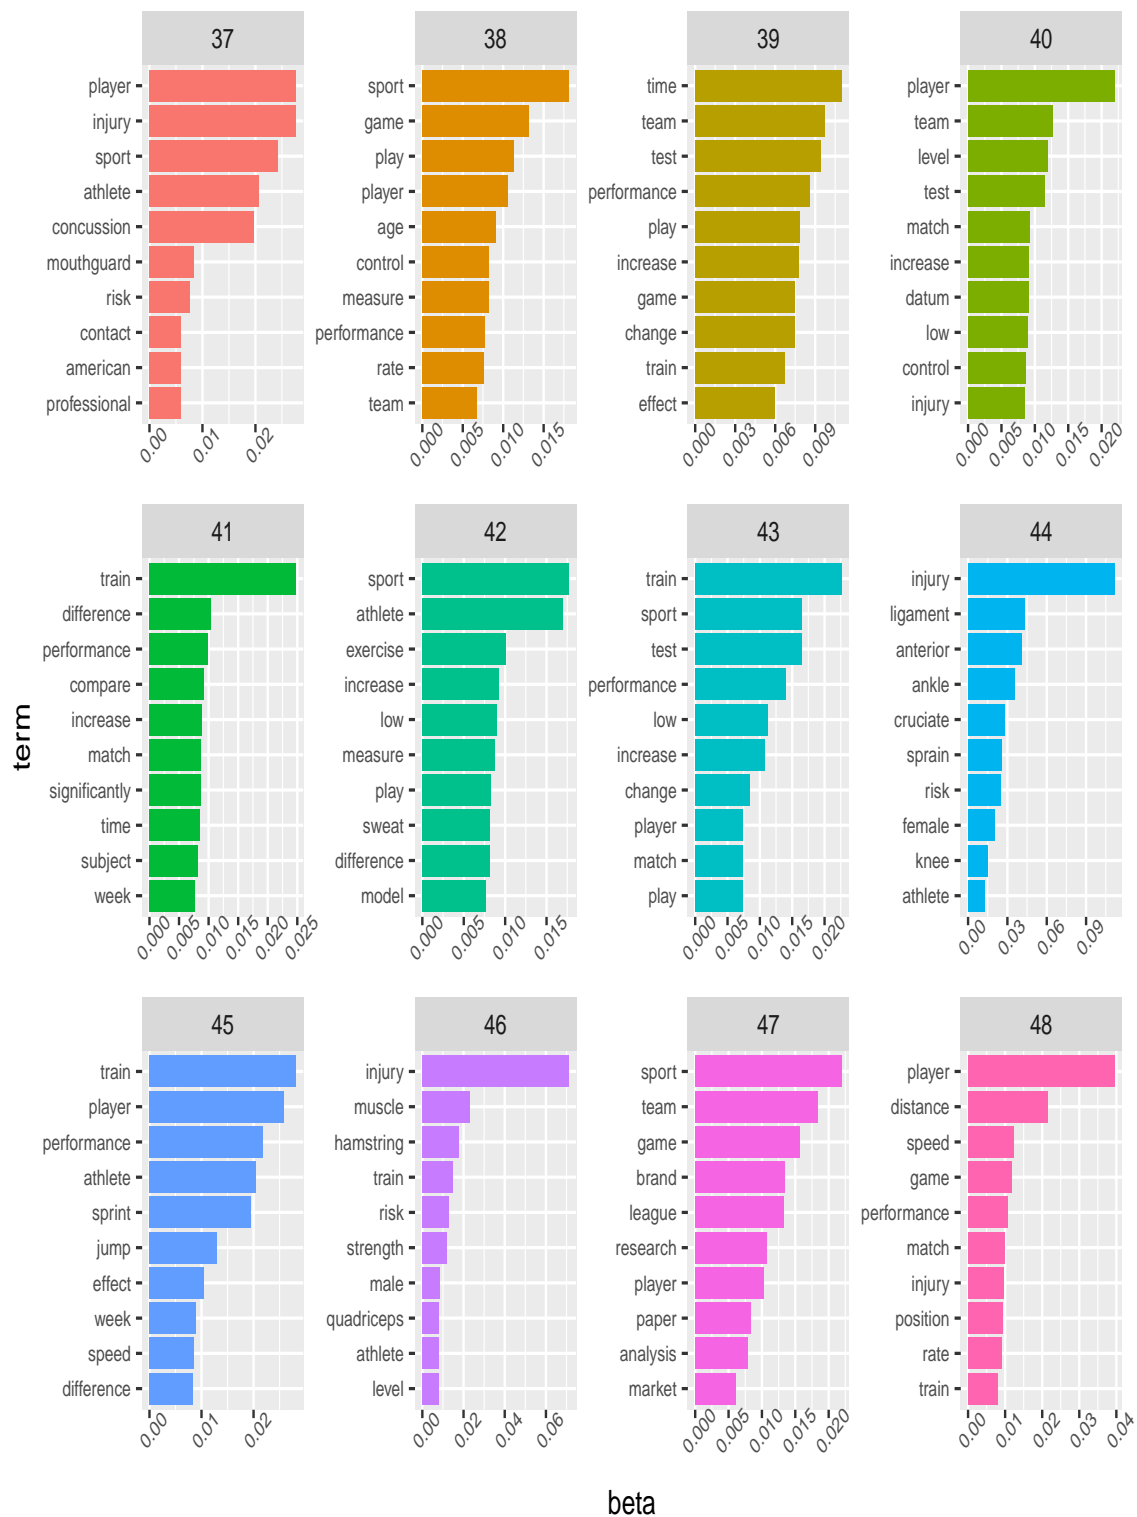 37
player
injury
sport
athlete
concussion
mouthguard
risk
contact
american
professional
0.00 0.01 0.02
38
sport
game
play
player
age
control
measure
performance
rate
team
0.000 0.005 0.010 0.015
39
time
team
test
performance
play
increase
game
change
train
effect
0.000 0.003 0.006 0.009
40
player
team
level
test
match
increase
datum
low
control
injury
0.000 0.005 0.010 0.015 0.020
term
41
train
difference
performance
compare
increase
match
significantly
time
subject
week
0.000 0.005 0.010 0.015 0.020 0.025
42
sport
athlete
exercise
increase
low
measure
play
sweat
difference
model
0.000 0.005 0.010 0.015
43
train
sport
test
performance
low
increase
change
player
match
play
0.000 0.005 0.010 0.015 0.020
44
injury
ligament
anterior
ankle
cruciate
sprain
risk
female
knee
athlete
0.00 0.03 0.06 0.09
45
train
player
performance
athlete
sprint
jump
effect
week
speed
difference
0.00 0.01 0.02
46
injury
muscle
hamstring
train
risk
strength
male
quadriceps
athlete
level
0.00 0.02 0.04 0.06
47
sport
team
game
brand
league
research
player
paper
analysis
market
0.000 0.005 0.010 0.015 0.020
48
player
distance
speed
game
performance
match
injury
position
rate
train
0.00 0.01 0.02 0.03 0.04
beta